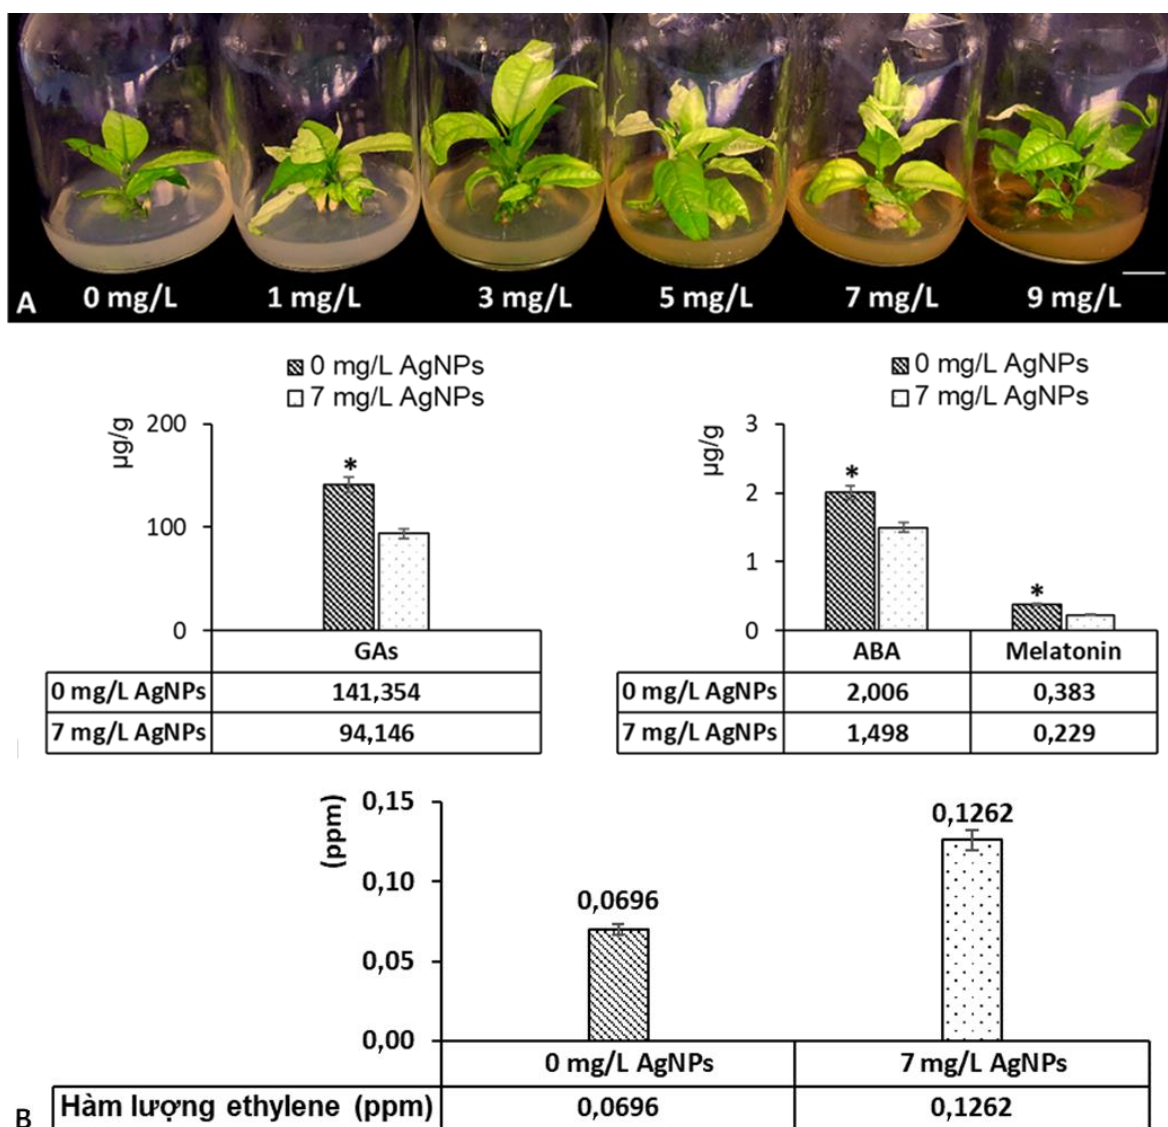 A 0 mg/L 1 mg/L 3 mg/L 5 mg/L 7 mg/L 9 mg/L
0 mg/L AgNPs
7 mg/L AgNPs
µg/g
200
*
100
0
GAs
0 mg/L AgNPs 141,354
7 mg/L AgNPs 94,146
0 mg/L AgNPs
7 mg/L AgNPs
µg/g
3
*
2
1
*
0
ABA Melatonin
0 mg/L AgNPs 2,006 0,383
7 mg/L AgNPs 1,498 0,229
(ppm)
0,15
0,1262
0,10
0,0696
0,05
0,00
0 mg/L AgNPs 7 mg/L AgNPs
B Hàm lượng ethylene (ppm) 0,0696 0,1262